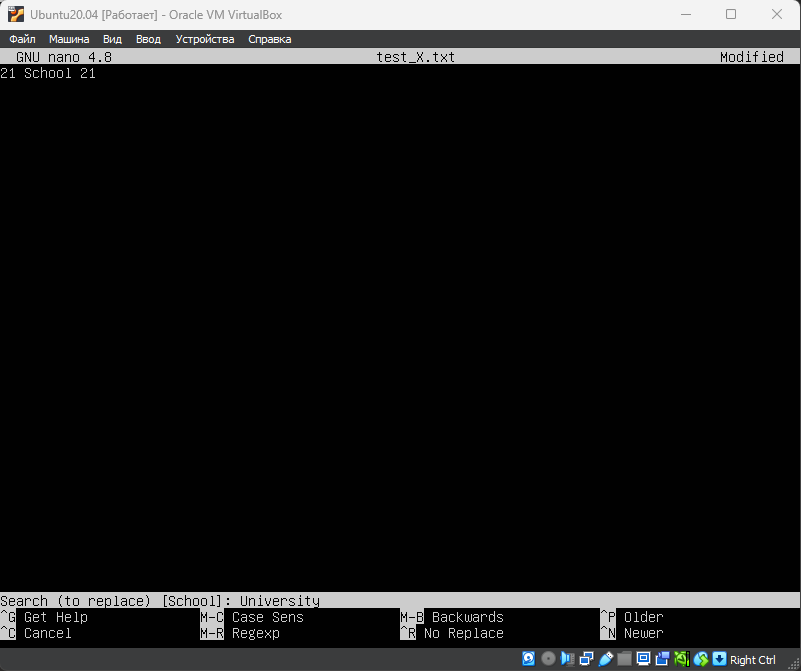 Ubuntu20.04 [Работает] - Oracle VM VirtualBox
Файл Машина Вид Ввод Устройства Справка
GNU nano 4.8 test_X.txt Modified
21 School 21
Search (to replace) [School]: University
^G Get Help M-C Case Sens M-B Backwards ^P Older
^C Cancel M-R Regexp ^R No Replace ^N Newer
Right Ctrl